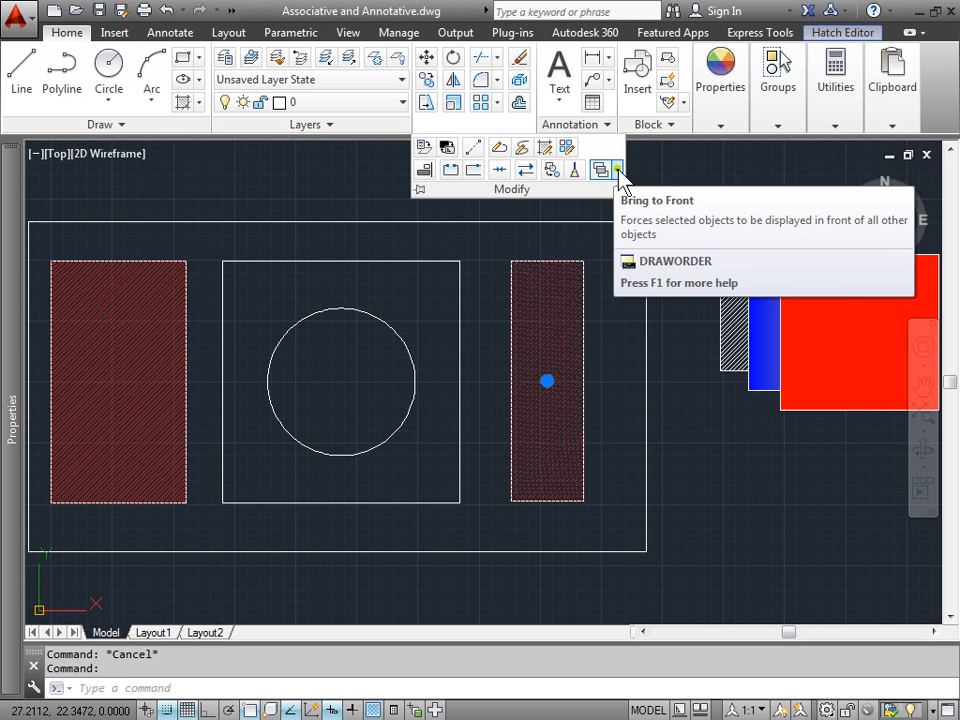 Associative and Annotative.dwg
Type a keyword or phrase
Sign In
Home
Insert
Annotate
Layout
Parametric
View
Manage
Output
Plug-ins
Autodesk 360
Featured Apps
Express Tools
Hatch Editor
Line
Polyline
Circle
Arc
Unsaved Layer State
0
Text
Insert
Properties
Groups
Utilities
Clipboard
Draw
Layers
Annotation
Block
Modify
[−][Top][2D Wireframe]
N
E
Bring to Front
Forces selected objects to be displayed in front of all other
objects
DRAWORDER
Press F1 for more help
Properties
Y
X
Model
Layout1
Layout2
Command: *Cancel*
Command:
Type a command
27.2112, 22.3472, 0.0000
MODEL
1:1